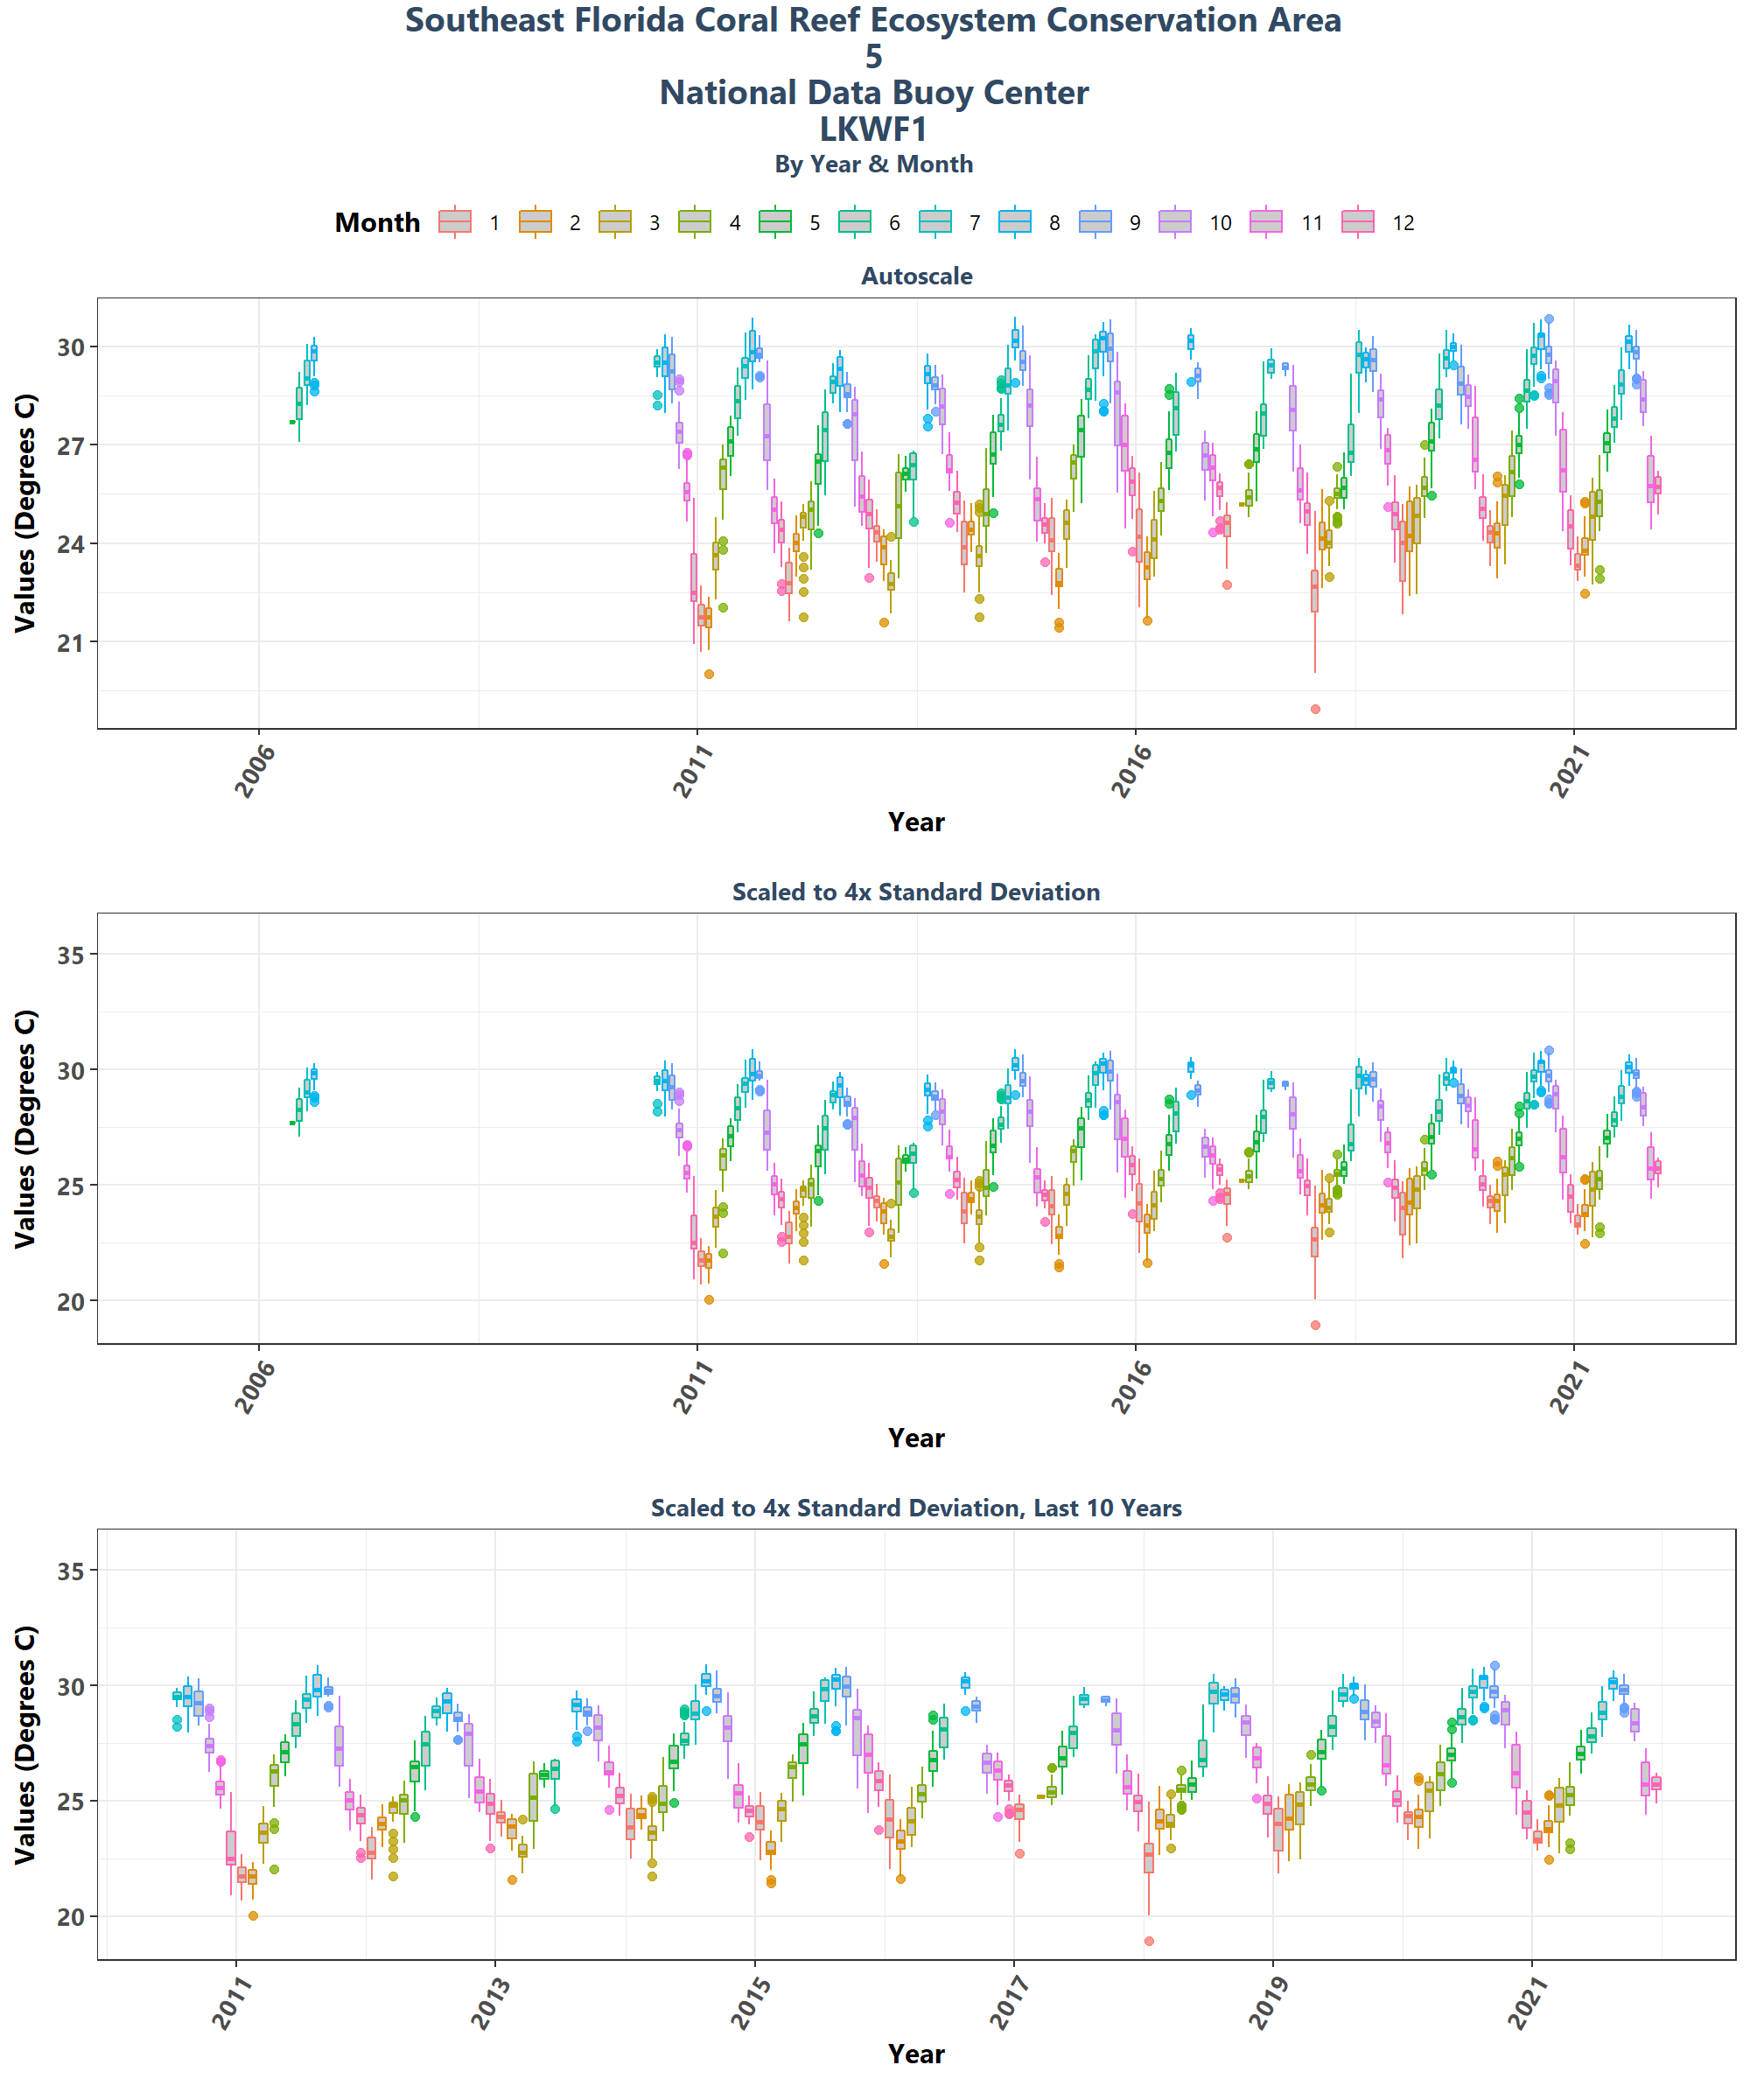 Southeast Florida Coral Reef Ecosystem Conservation Area
5
National Data Buoy Center
LKWF1
By Year & Month
Month 1 2 3 4 5 6 7 8 9 10 11 12
Autoscale
Values (Degrees C)
30
27
24
21
2006 2011 2016 2021
Year
Scaled to 4x Standard Deviation
Values (Degrees C)
35
30
25
20
2006 2011 2016 2021
Year
Scaled to 4x Standard Deviation, Last 10 Years
Values (Degrees C)
35
30
25
20
2011 2013 2015 2017 2019 2021
Year